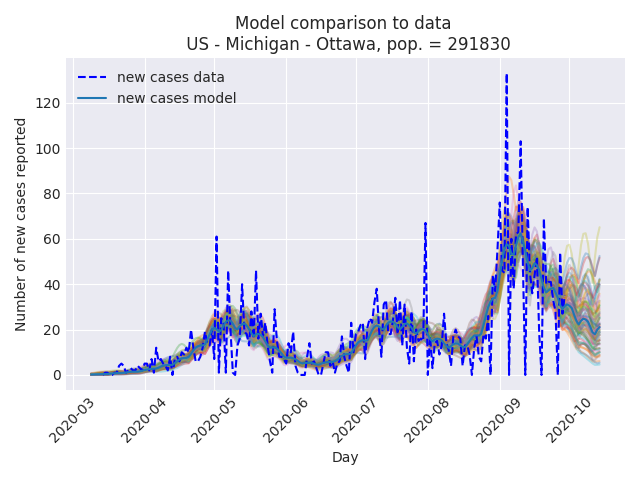 Model comparison to data
US - Michigan - Ottawa, pop. = 291830
new cases data
new cases model
Number of new cases reported
120
100
80
60
40
20
0
2020-03
2020-04
2020-05
2020-06
2020-07
2020-08
2020-09
2020-10
Day